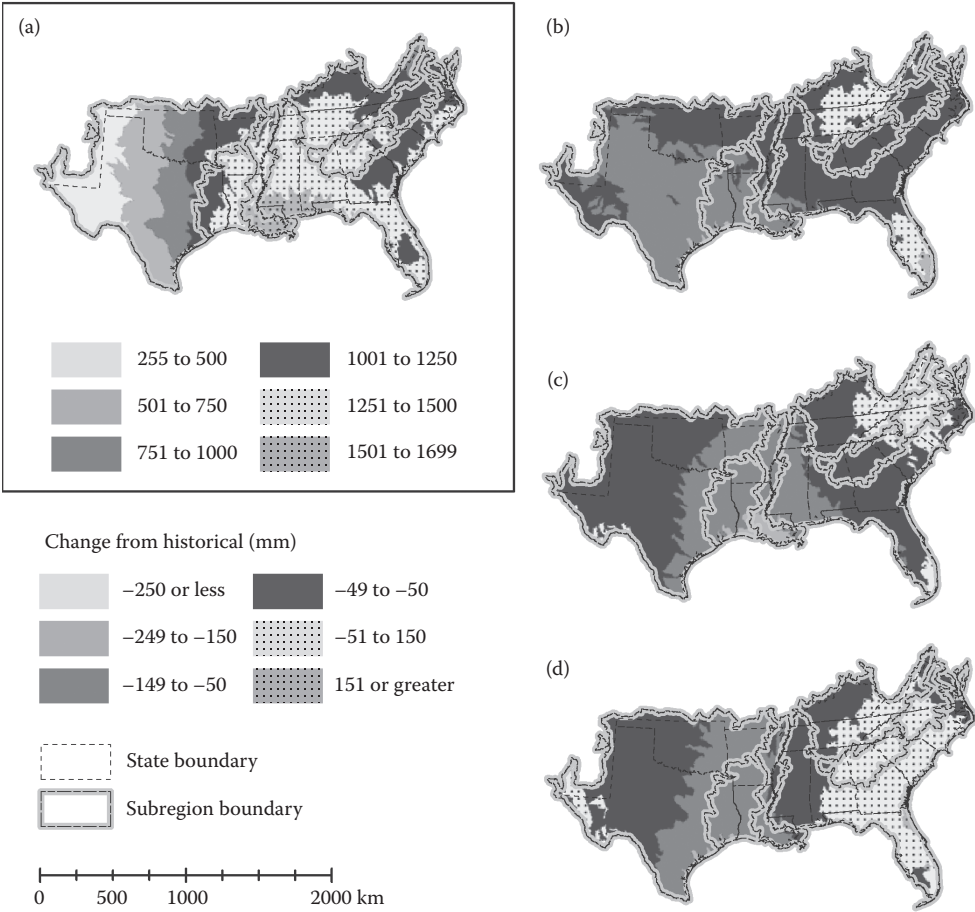 (a)
255 to 500
501 to 750
751 to 1000
1001 to 1250
1251 to 1500
1501 to 1699
Change from historical (mm)
–250 or less
–249 to –150
–149 to –50
–49 to –50
–51 to 150
151 or greater
State boundary
Subregion boundary
0 500 1000 2000 km
(b)
(c)
(d)